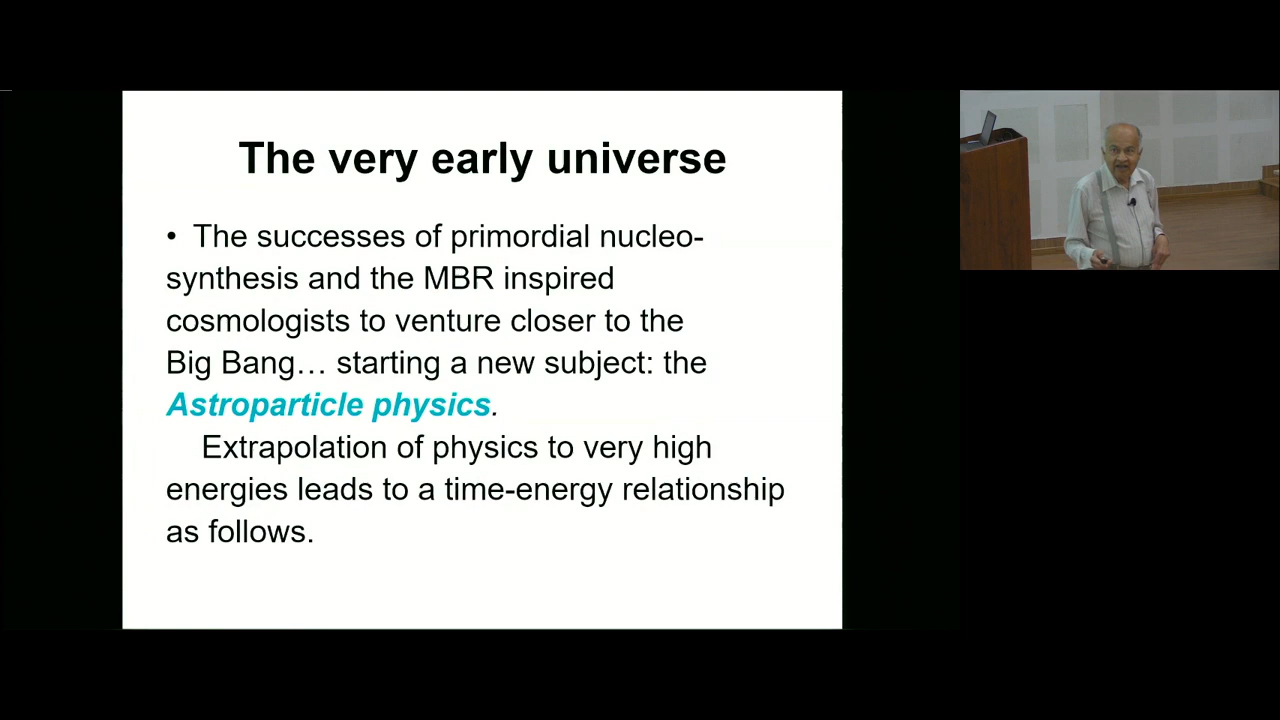 The very early universe
• The successes of primordial nucleo-
synthesis and the MBR inspired
cosmologists to venture closer to the
Big Bang… starting a new subject: the
Astroparticle physics.
Extrapolation of physics to very high
energies leads to a time-energy relationship
as follows.